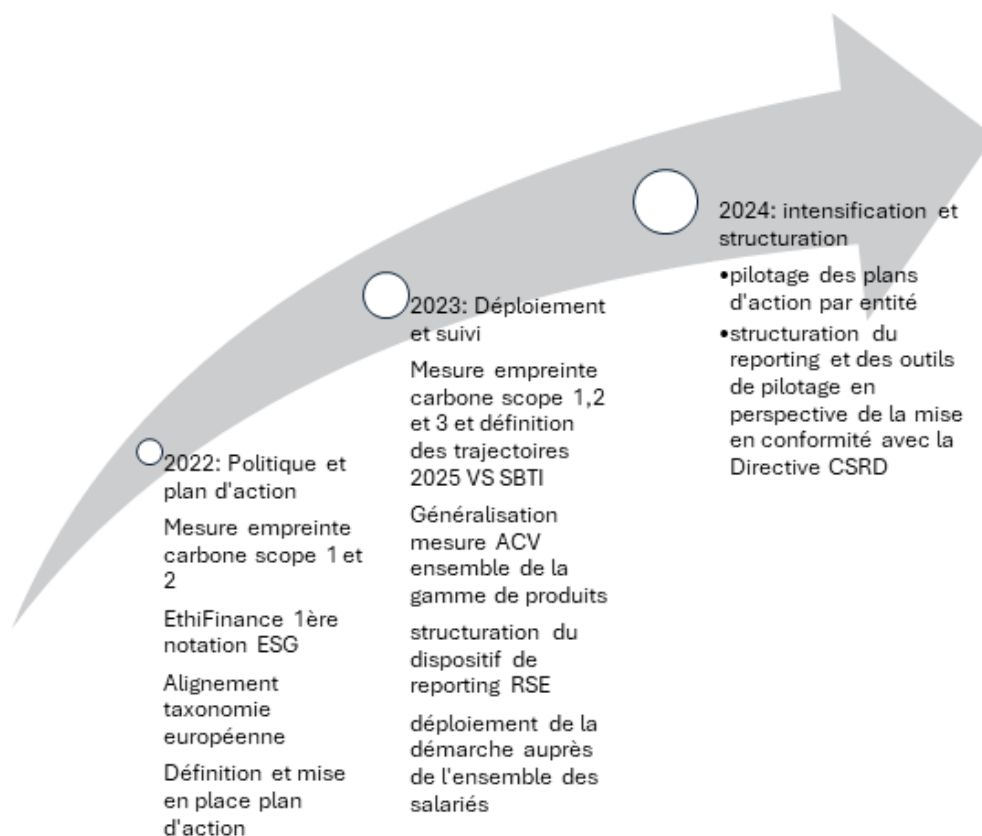 2022: Politique et
plan d'action
Mesure empreinte
carbone scope 1 et
2
EthiFinance 1ère
notation ESG
Alignement
taxonomie
européenne
Définition et mise
en place plan
d'action
2023: Déploiement
et suivi
Mesure empreinte
carbone scope 1,2
et 3 et définition
des trajectoires
2025 VS SBTI
Généralisation
mesure ACV
ensemble de la
gamme de produits
structuration du
dispositif de
reporting RSE
déploiement de la
démarche auprès
de l'ensemble des
salariés
2024: intensification et
structuration
•pilotage des plans
d'action par entité
•structuration du
reporting et des outils
de pilotage en
perspective de la mise
en conformité avec la
Directive CSRD